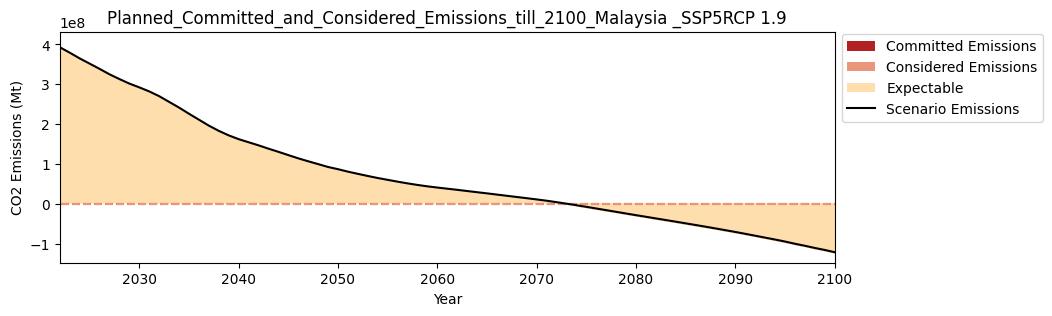 Planned_Committed_and_Considered_Emissions_till_2100_Malaysia _SSP5RCP 1.9
1e8
4
3
2
1
0
−1
CO2 Emissions (Mt)
2030 2040 2050 2060 2070 2080 2090 2100
Year
Committed Emissions
Considered Emissions
Expectable
Scenario Emissions